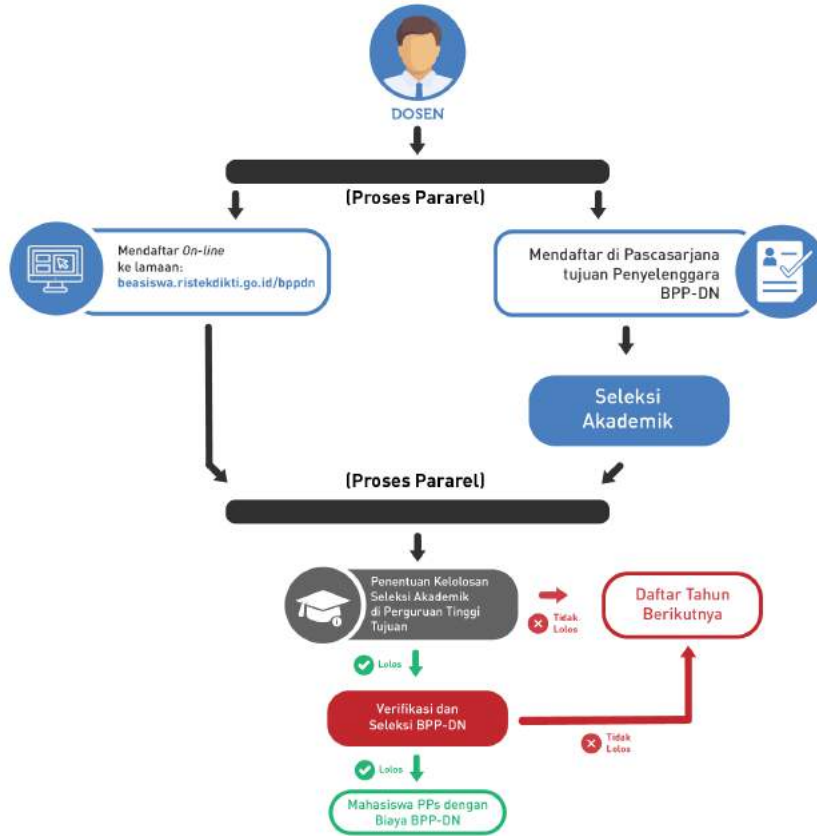 DOSEN
(Proses Pararel)
Mendaftar On-line
ke lamaan:
beasiswa.ristekdikti.go.id/bppdn
Mendaftar di Pascasarjana
tujuan Penyelenggara
BPP-DN
Seleksi
Akademik
(Proses Pararel)
Penentuan Kelolosan
Seleksi Akademik
di Perguruan Tinggi
Tujuan
Tidak
Lolos
Daftar Tahun
Berikutnya
Lolos
Verifikasi dan
Seleksi BPP-DN
Tidak
Lolos
Lolos
Mahasiswa PPs dengan
Biaya BPP-DN